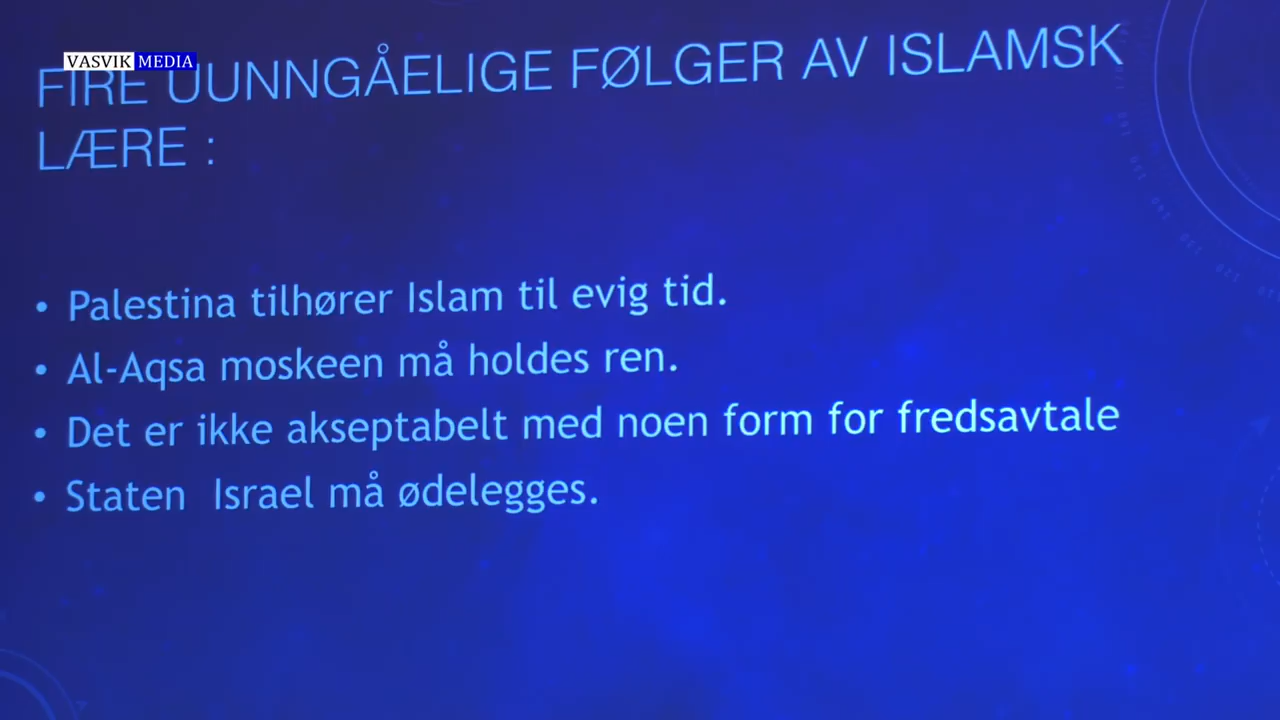 VASVIK MEDIA
FIRE UUNNGÅELIGE FØLGER AV ISLAMSK
LÆRE :
• Palestina tilhører Islam til evig tid.
• Al-Aqsa moskeen må holdes ren.
• Det er ikke akseptabelt med noen form for fredsavtale
• Staten Israel må ødelegges.